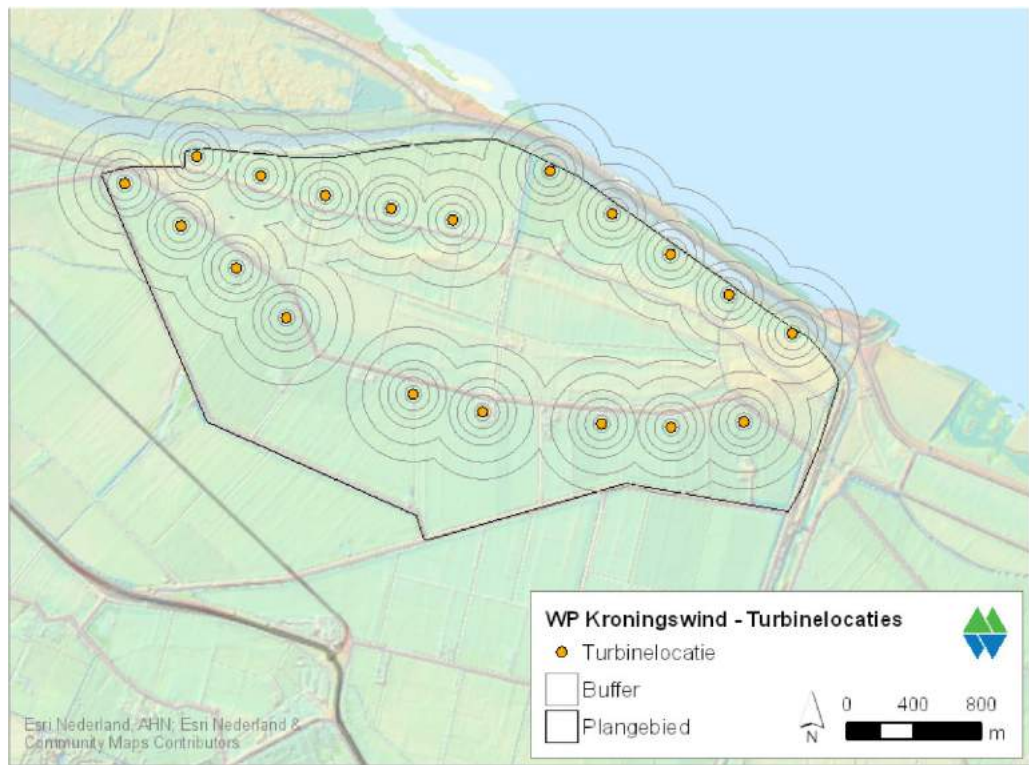 WP Kroningswind - Turbinelocaties
Turbinelocatie
Buffer
Plangebied
N
0 400 800
m
Esri Nederland, AHN; Esri Nederland &
Community Maps Contributors